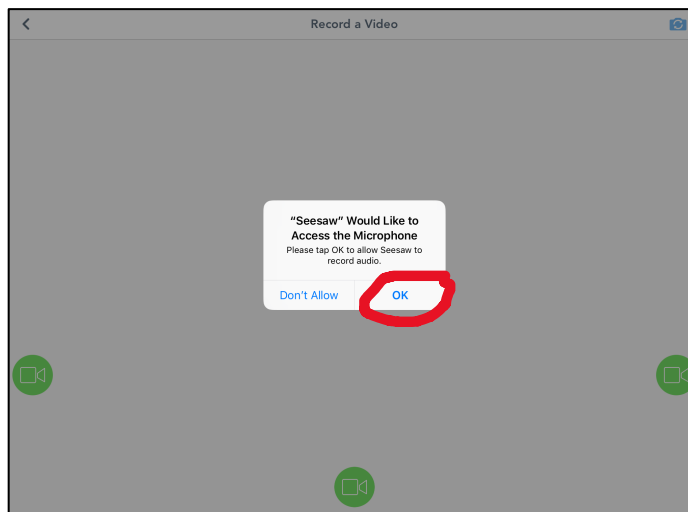 Record a Video
“Seesaw” Would Like to
Access the Microphone
Please tap OK to allow Seesaw to
record audio.
Don’t Allow
OK